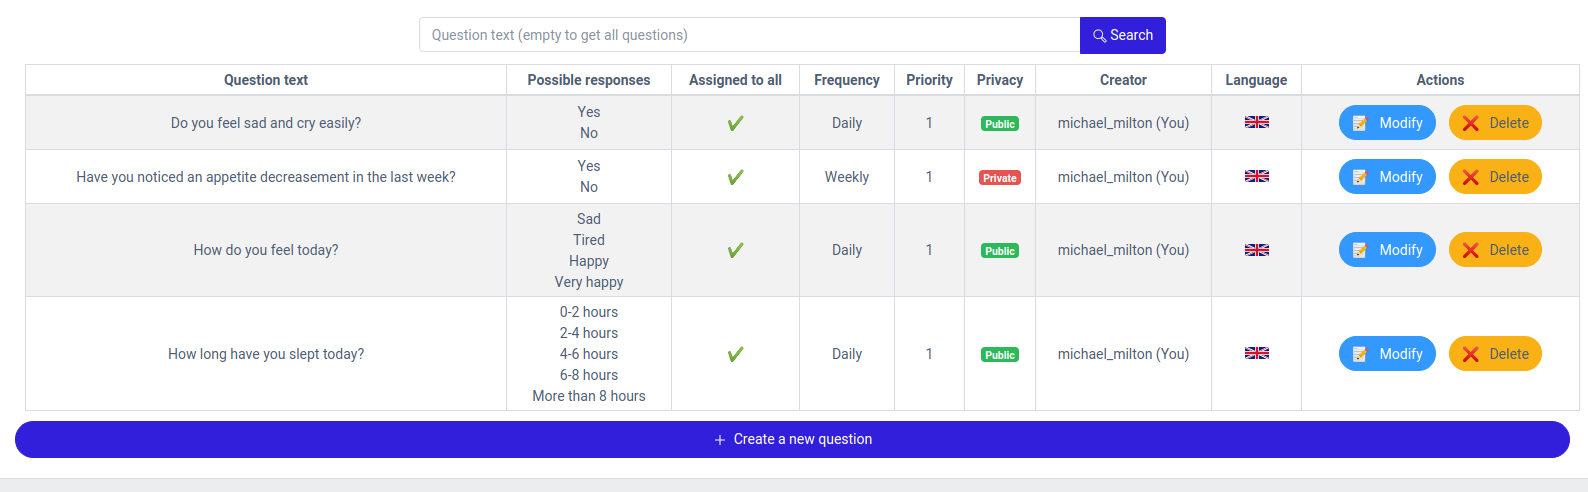 Question text (empty to get all questions)
Search
Question text Possible responses Assigned to all Frequency Priority Privacy Creator Language Actions
Do you feel sad and cry easily? Yes No Daily 1 Public michael_milton (You) Modify Delete
Have you noticed an appetite decreasement in the last week? Yes No Weekly 1 Private michael_milton (You) Modify Delete
How do you feel today? Sad Tired Happy Very happy Daily 1 Public michael_milton (You) Modify Delete
How long have you slept today? 0-2 hours 2-4 hours 4-6 hours 6-8 hours More than 8 hours Daily 1 Public michael_milton (You) Modify Delete
Create a new question